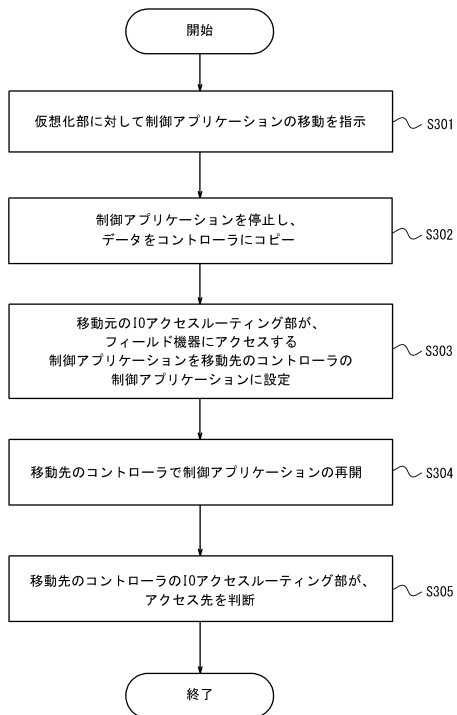 開始
仮想化部に対して制御アプリケーションの移動を指示
S301
制御アプリケーションを停止し、
データをコントローラにコピー
S302
移動元のIOアクセスルーティング部が、
フィールド機器にアクセスする
制御アプリケーションを移動先のコントローラの
制御アプリケーションに設定
S303
移動先のコントローラで制御アプリケーションの再開
S304
移動先のコントローラのIOアクセスルーティング部が、
アクセス先を判断
S305
終了